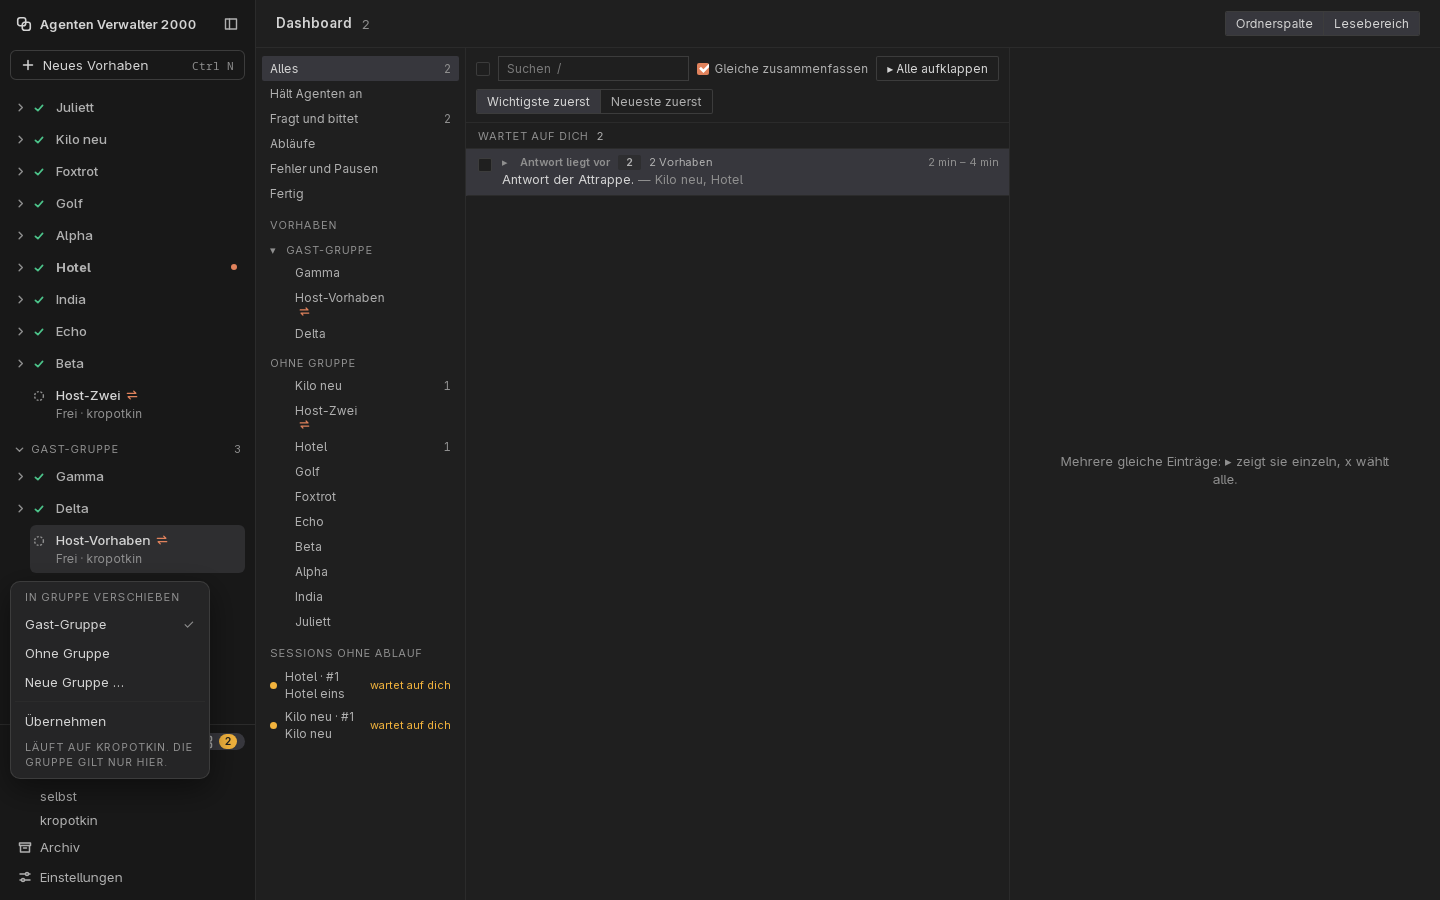 Agenten Verwalter 2000
Neues Vorhaben Ctrl N
Juliett
Kilo neu
Foxtrot
Golf
Alpha
Hotel
India
Echo
Beta
Host-Zwei ⇌
Frei · kropotkin
GAST-GRUPPE 3
Gamma
Delta
Host-Vorhaben ⇌
Frei · kropotkin
IN GRUPPE VERSCHIEBEN
Gast-Gruppe ✓
Ohne Gruppe
Neue Gruppe …
Übernehmen
LÄUFT AUF KROPOTKIN. DIE
GRUPPE GILT NUR HIER.
2
selbst
kropotkin
Archiv
Einstellungen
Dashboard 2
Ordnerspalte Lesebereich
Alles 2
Hält Agenten an
Fragt und bittet 2
Abläufe
Fehler und Pausen
Fertig
VORHABEN
▾ GAST-GRUPPE
Gamma
Host-Vorhaben
⇌
Delta
OHNE GRUPPE
Kilo neu 1
Host-Zwei
⇌
Hotel 1
Golf
Foxtrot
Echo
Beta
Alpha
India
Juliett
SESSIONS OHNE ABLAUF
Hotel · #1
Hotel eins
wartet auf dich
Kilo neu · #1
Kilo neu
wartet auf dich
Suchen /
Gleiche zusammenfassen
▸ Alle aufklappen
Wichtigste zuerst Neueste zuerst
WARTET AUF DICH 2
▸ Antwort liegt vor 2 2 Vorhaben 2 min – 4 min
Antwort der Attrappe. — Kilo neu, Hotel
Mehrere gleiche Einträge: ▸ zeigt sie einzeln, x wählt
alle.